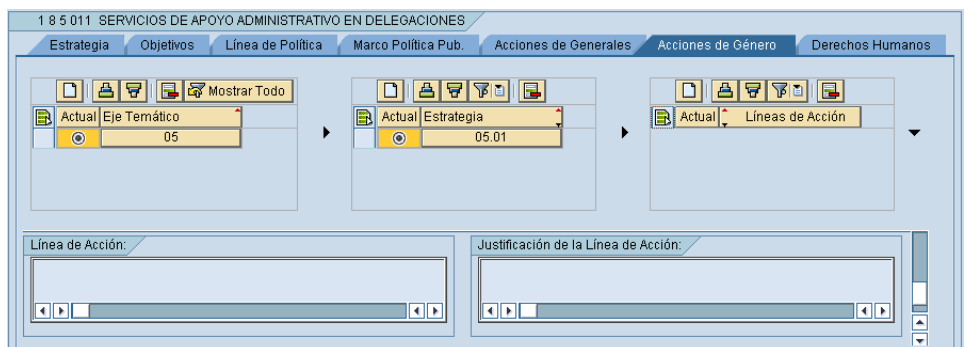 1 8 5 011 SERVICIOS DE APOYO ADMINISTRATIVO EN DELEGACIONES
Estrategia Objetivos Línea de Política Marco Política Pub. Acciones de Generales Acciones de Género Derechos Humanos
Mostrar Todo
Actual Eje Temático Actual Estrategia Actual Líneas de Acción
05 05.01
Línea de Acción: Justificación de la Línea de Acción: